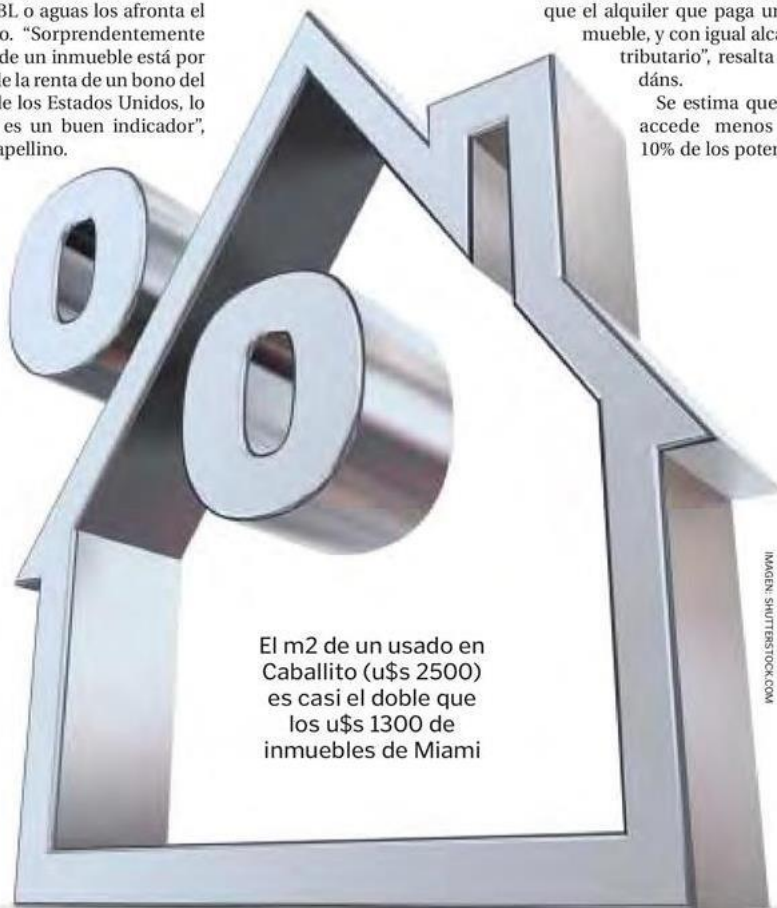 BL o aguas los afronta el
o. “Sorprendentemente
de un inmueble está por
le la renta de un bono del
le los Estados Unidos, lo
es un buen indicador”,
apellino.
que el alquiler que paga un
mueble, y con igual alca
tributario”, resalta
dáns.
Se estima que
accede menos
10% de los poten
El m2 de un usado en
Caballito (u$s 2500)
es casi el doble que
los u$s 1300 de
inmuebles de Miami
IMAGEN: SHUTTERSTOCK.COM